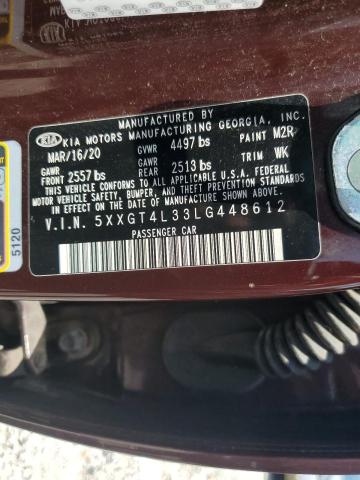 MANUFACTURED BY
KIA KIA MOTORS MANUFACTURING GEORGIA, INC.
MAR/16/20 GVWR 4497 lbs PAINT M2R
GAWR FRONT 2557 lbs GAWR REAR 2513 lbs TRIM WK
THIS VEHICLE CONFORMS TO ALL APPLICABLE U.S.A. FEDERAL
MOTOR VEHICLE SAFETY, BUMPER, AND THEFT PREVENTION STANDARDS
IN EFFECT ON THE DATE OF MANUFACTURE SHOWN ABOVE.
V.I.N. 5XXGT4L33LG448612
PASSENGER CAR
5120